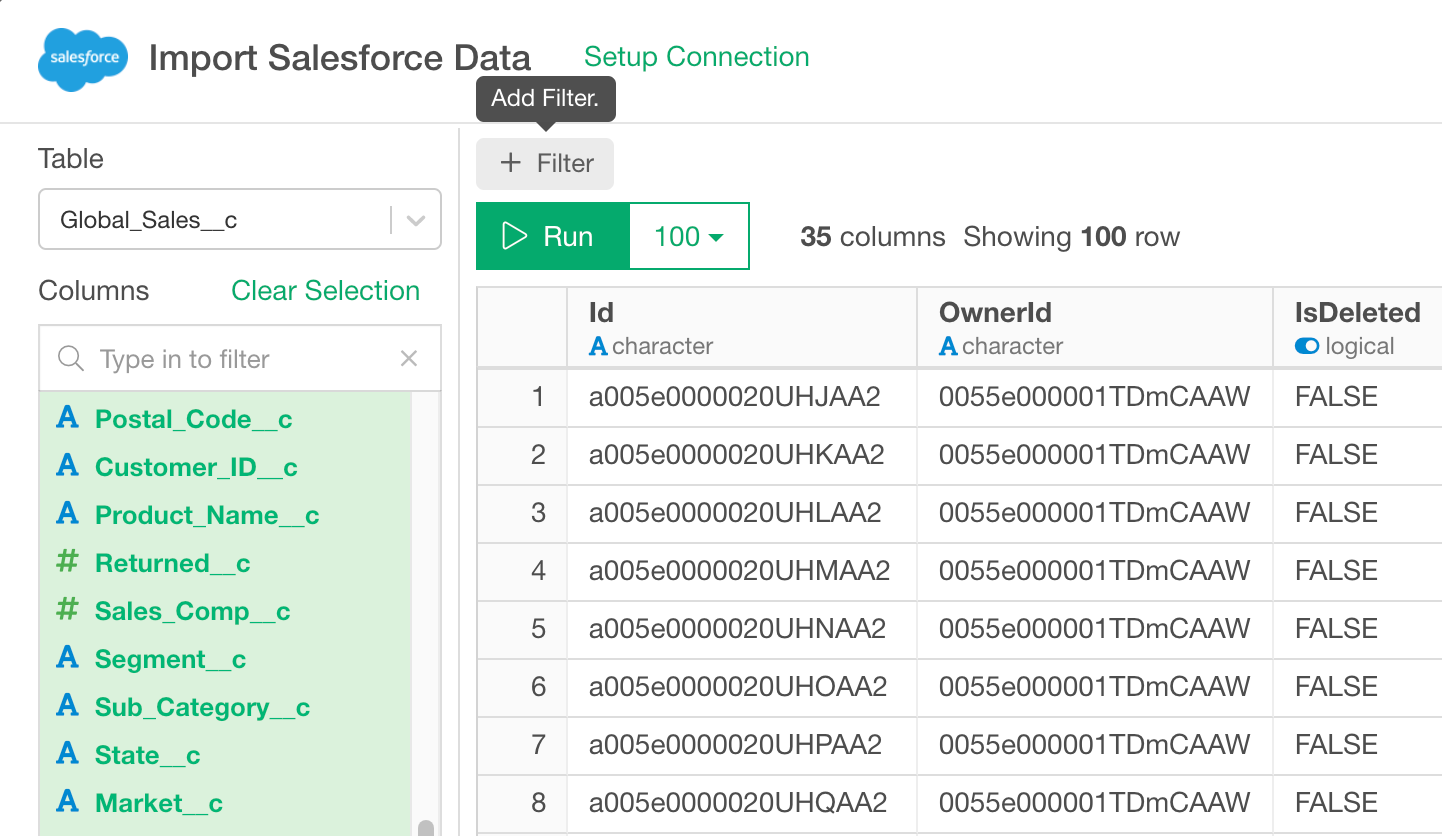 salesforce
Import Salesforce Data
Setup Connection
Add Filter.
Table
+ Filter
Global_Sales__c
Run 100
35 columns Showing 100 row
Columns Clear Selection
Type in to filter
A Postal_Code__c
A Customer_ID__c
A Product_Name__c
# Returned__c
# Sales_Comp__c
A Segment__c
A Sub_Category__c
A State__c
A Market__c
Id OwnerId IsDeleted
A character A character logical
1 a005e0000020UHJAA2 0055e000001TDmCAAW FALSE
2 a005e0000020UHKAA2 0055e000001TDmCAAW FALSE
3 a005e0000020UHLAA2 0055e000001TDmCAAW FALSE
4 a005e0000020UHMAA2 0055e000001TDmCAAW FALSE
5 a005e0000020UHNAA2 0055e000001TDmCAAW FALSE
6 a005e0000020UHOAA2 0055e000001TDmCAAW FALSE
7 a005e0000020UHPAA2 0055e000001TDmCAAW FALSE
8 a005e0000020UHQAA2 0055e000001TDmCAAW FALSE